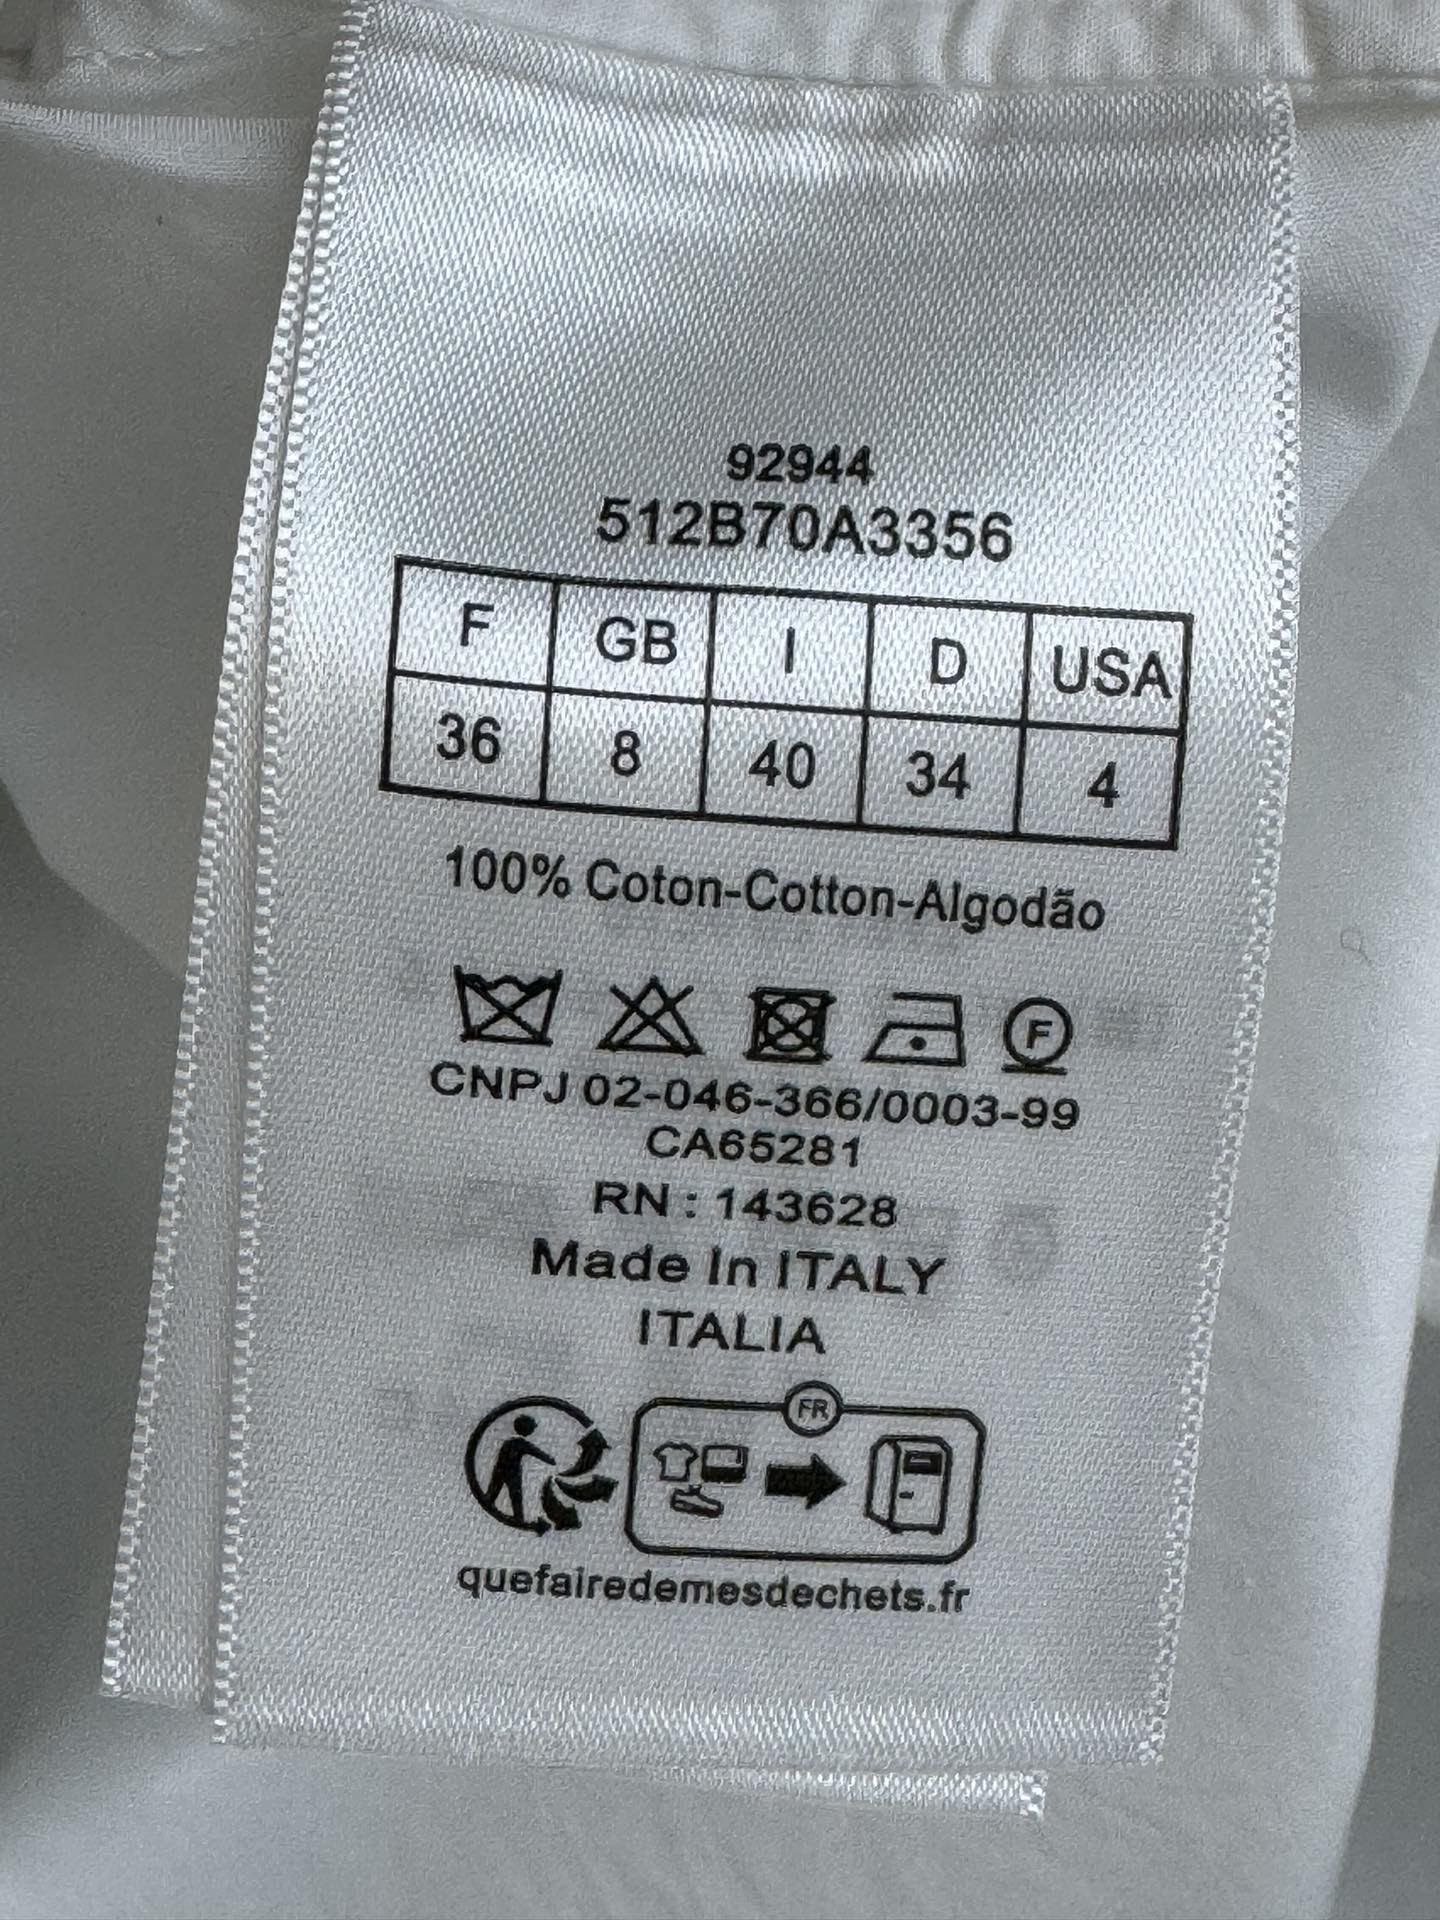 92944
512B70A3356
F GB I D USA
36 8 40 34 4
100% Coton-Cotton-Algodão
F
CNPJ 02-046-366/0003-99
CA65281
RN : 143628
Made In ITALY
ITALIA
FR
quefairedemesdechets.fr